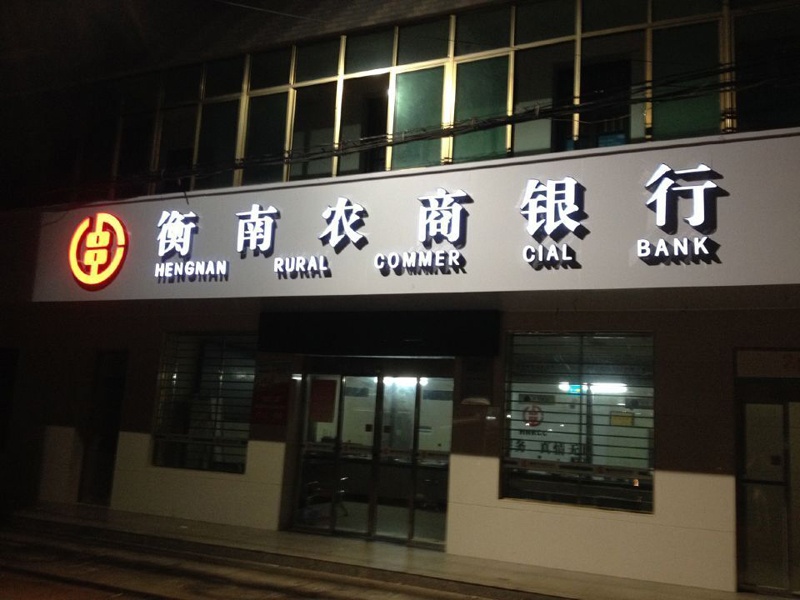 衡南农商银行
HENGNAN RURAL COMMER CIAL BANK